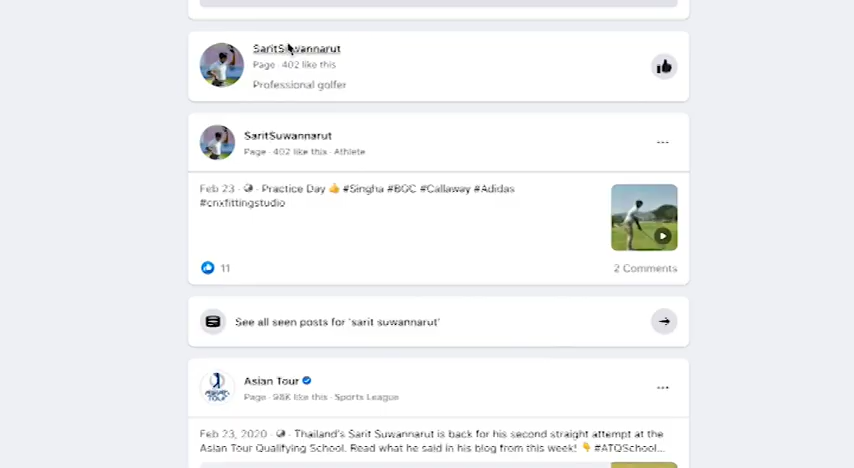 SaritSuwannarut
Page · 402 like this
Professional golfer
SaritSuwannarut
Page · 402 like this · Athlete
Feb 23 · Practice Day 👍 #Singha #BGC #Callaway #Adidas
#cnxfittingstudio
11
2 Comments
See all seen posts for 'sarit suwannarut'
Asian Tour
Page · 98K like this · Sports League
Feb 23, 2020 · Thailand's Sarit Suwannarut is back for his second straight attempt at the
Asian Tour Qualifying School. Read what he said in his blog from this week! 👇 #ATQSchool...